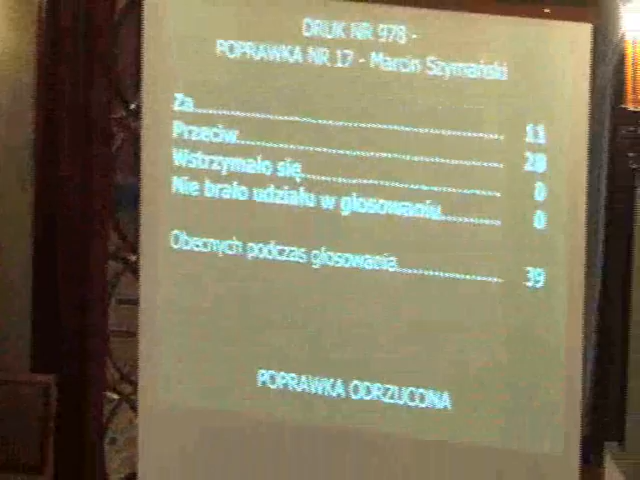 DRUK NR 978 -
POPRAWKA NR 17 - Marcin Szymański
Za 11
Przeciw 28
Wstrzymało się 0
Nie brało udziału w głosowaniu 0
Obecnych podczas głosowania 39
POPRAWKA ODRZUCONA